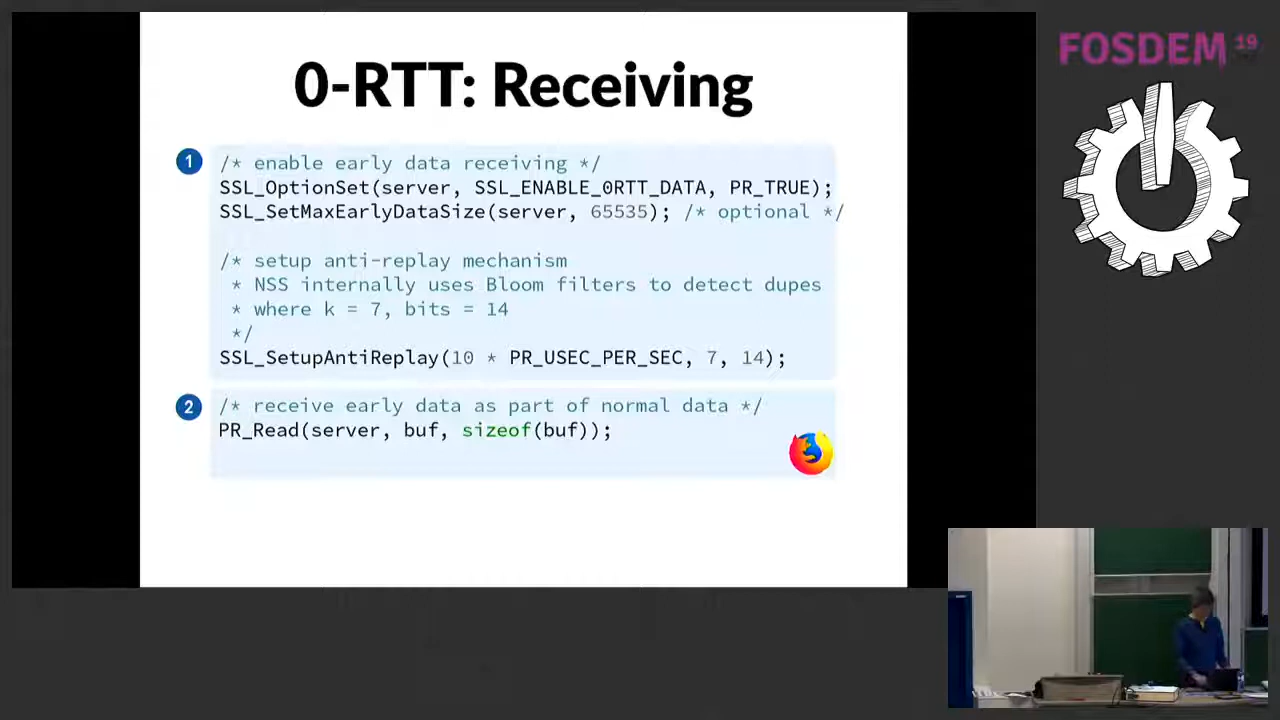 FOSDEM 19
0-RTT: Receiving
1
/* enable early data receiving */
SSL_OptionSet(server, SSL_ENABLE_0RTT_DATA, PR_TRUE);
SSL_SetMaxEarlyDataSize(server, 65535); /* optional */
/* setup anti-replay mechanism
* NSS internally uses Bloom filters to detect dupes
* where k = 7, bits = 14
*/
SSL_SetupAntiReplay(10 * PR_USEC_PER_SEC, 7, 14);
2
/* receive early data as part of normal data */
PR_Read(server, buf, sizeof(buf));